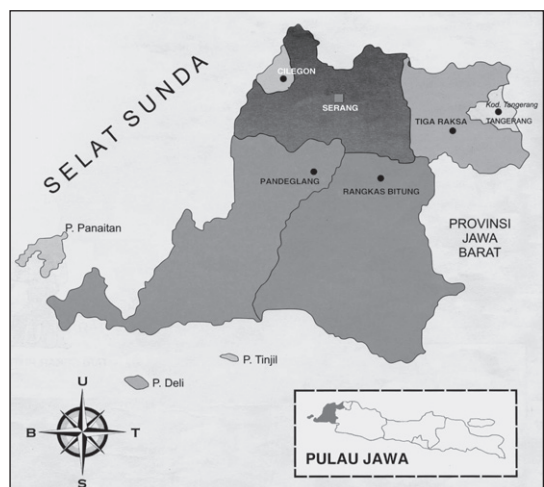 SELAT SUNDA
CILEGON
SERANG
Kod. Tangerang
TANGERANG
TIGA RAKSA
PANDEGLANG
RANGKAS BITUNG
PROVINSI
JAWA
BARAT
P. Panaitan
P. Tinjil
P. Deli
U
B
T
S
PULAU JAWA